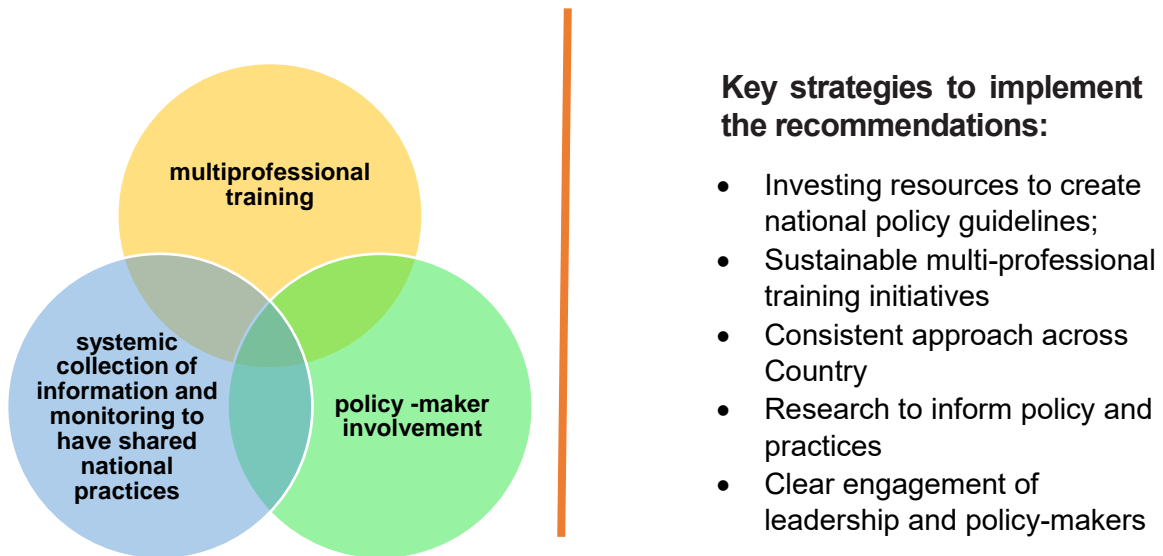 multiprofessional
training
systemic
collection of
information and
monitoring to
have shared
national
practices
policy -maker
involvement
Key strategies to implement
the recommendations:
• Investing resources to create
national policy guidelines;
• Sustainable multi-professional
training initiatives
• Consistent approach across
Country
• Research to inform policy and
practices
• Clear engagement of
leadership and policy-makers